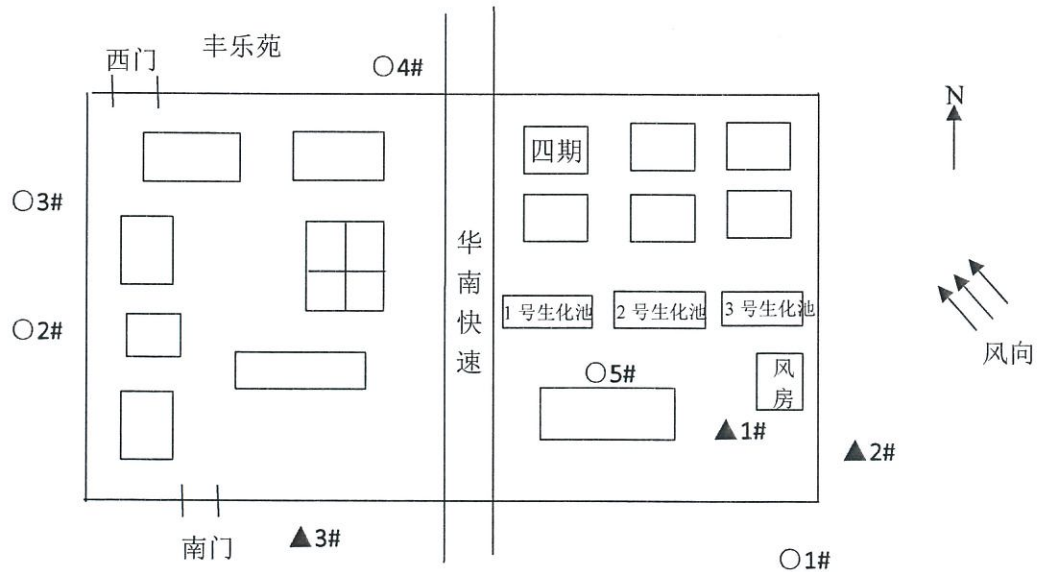 丰乐苑
西门
○4#
N
四期
○3#
华南快速
1号生化池
2号生化池
3号生化池
○2#
风向
○5#
风房
▲1#
▲2#
南门
▲3#
○1#